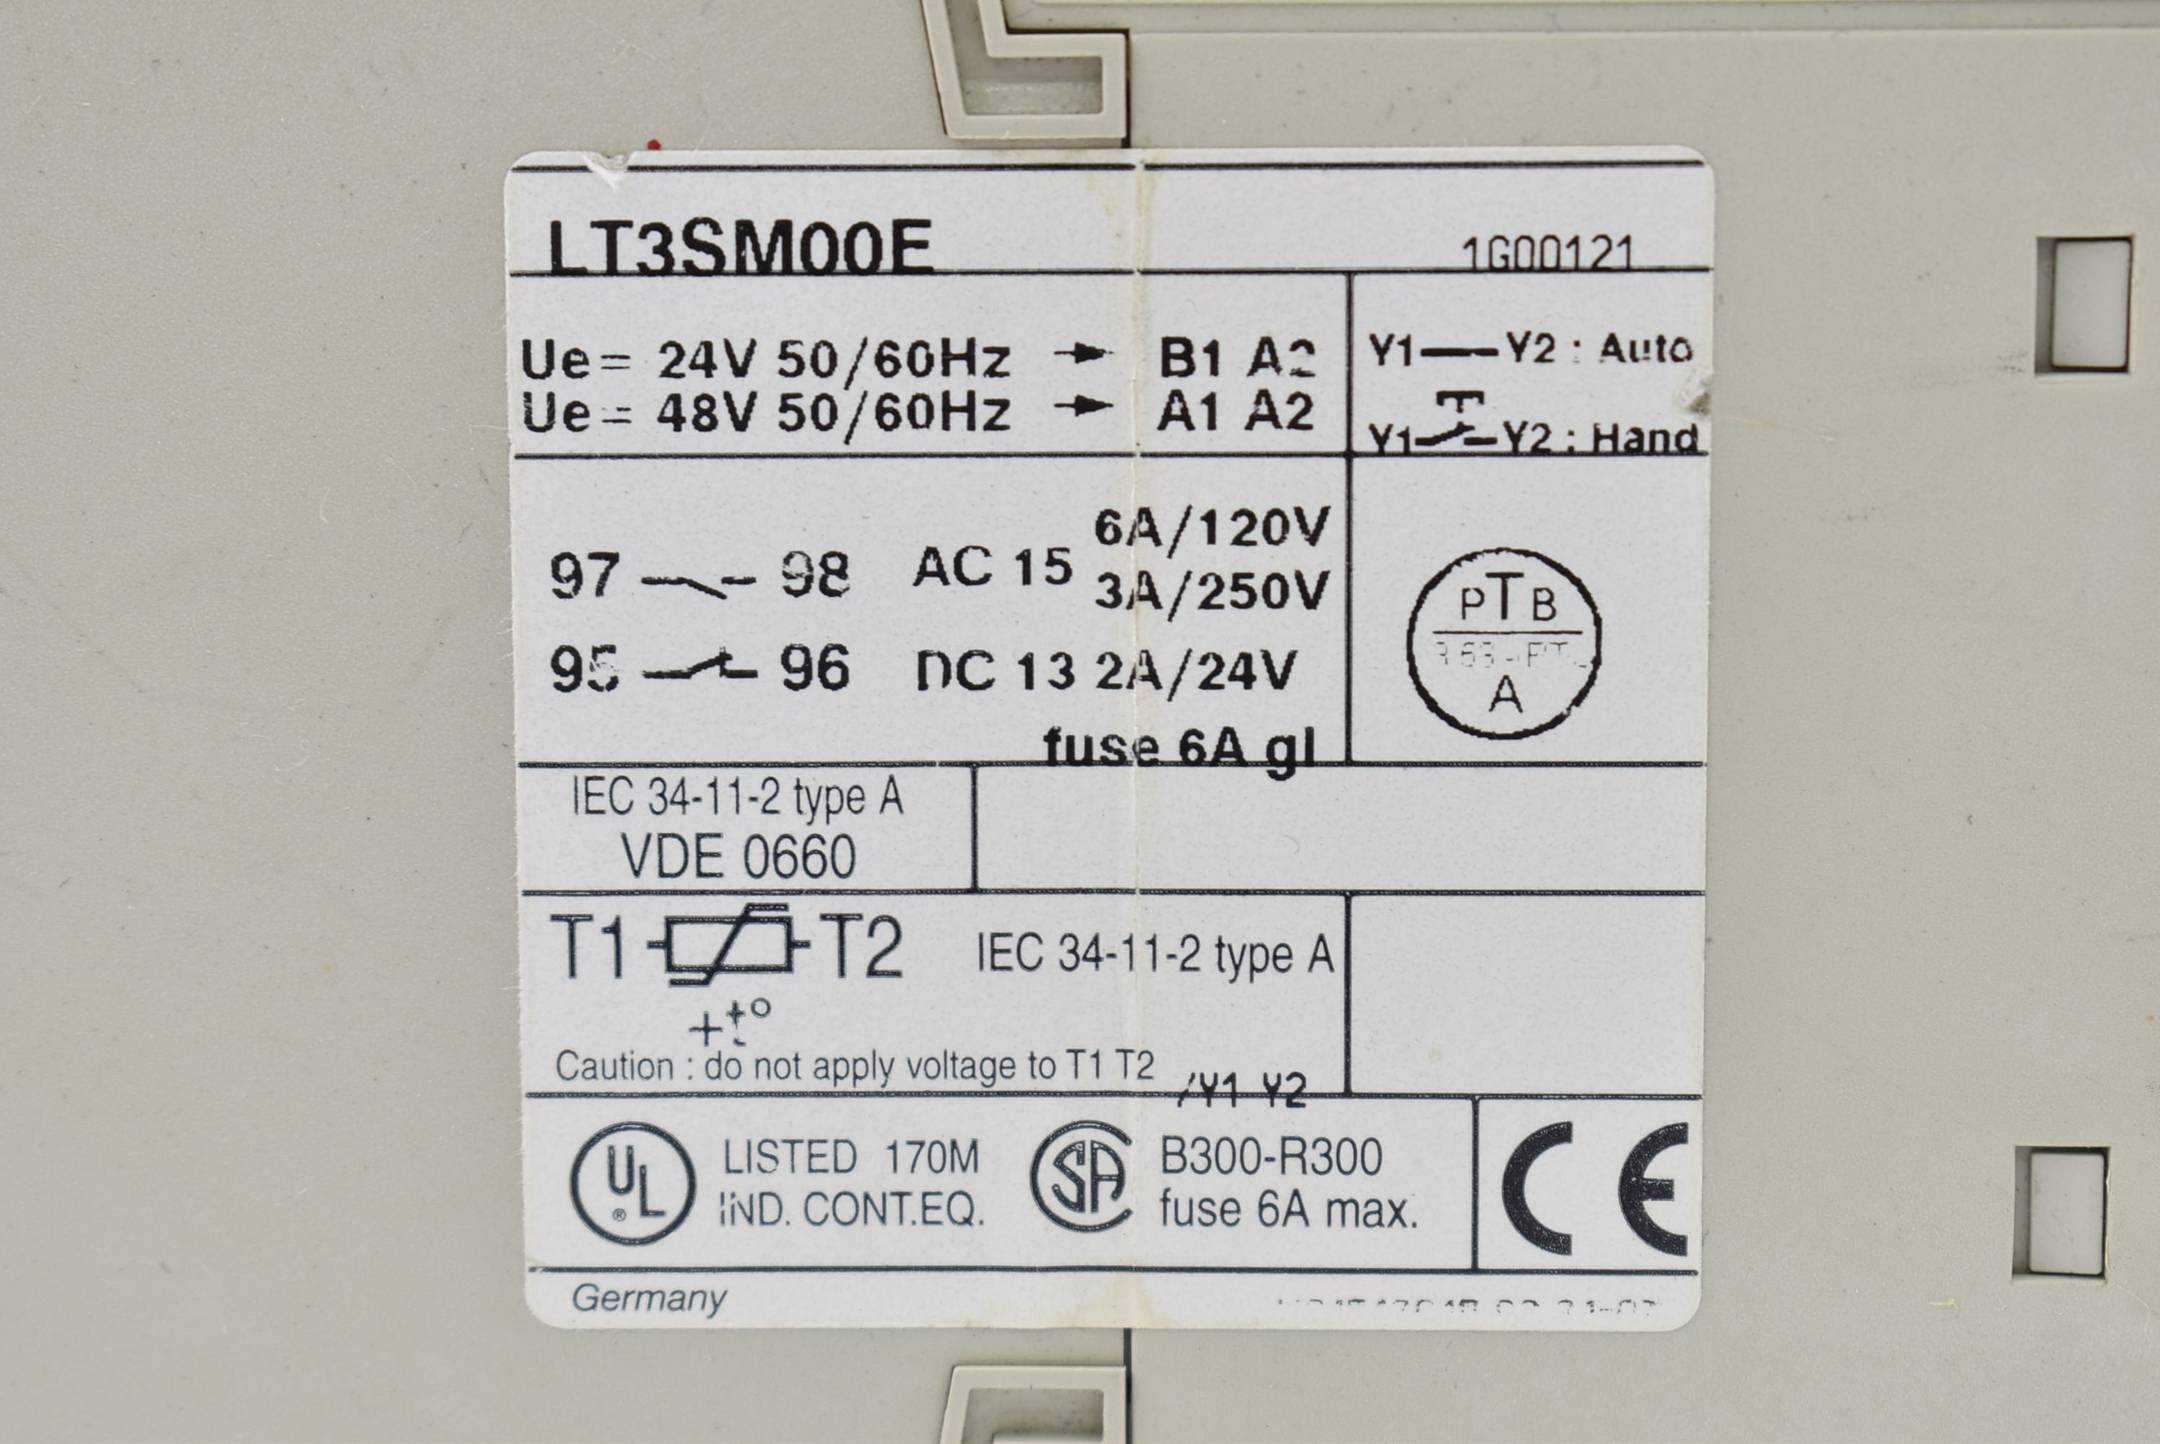 LT3SM00E 1G00121
Ue= 24V 50/60Hz → B1 A2
Ue= 48V 50/60Hz → A1 A2
Y1 Y2 : Auto
Y1 Y2 : Hand
97 98 AC 15 6A/120V
3A/250V
95 96 DC 13 2A/24V
fuse 6A gl
PTB
A
IEC 34-11-2 type A
VDE 0660
T1 T2 IEC 34-11-2 type A
+t°
Caution : do not apply voltage to T1 T2 /Y1 Y2
UL ® LISTED 170M
IND. CONT.EQ.
SA B300-R300
fuse 6A max.
CE
Germany